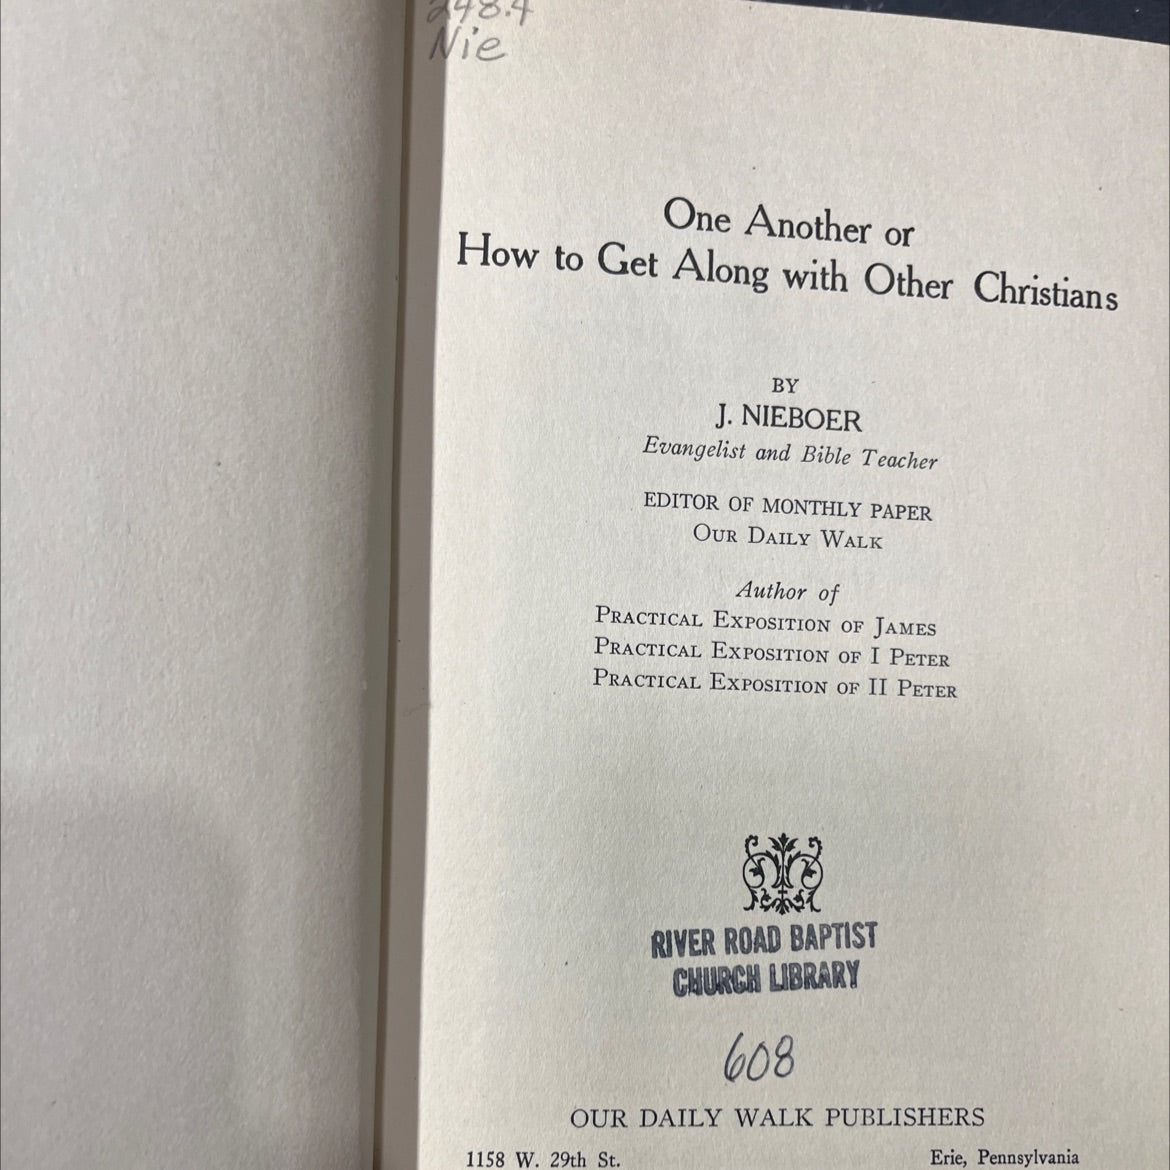 248.4
Nie
One Another or
How to Get Along with Other Christians
BY
J. NIEBOER
Evangelist and Bible Teacher
EDITOR OF MONTHLY PAPER
OUR DAILY WALK
Author of
PRACTICAL EXPOSITION OF JAMES
PRACTICAL EXPOSITION OF I PETER
PRACTICAL EXPOSITION OF II PETER
RIVER ROAD BAPTIST
CHURCH LIBRARY
608
OUR DAILY WALK PUBLISHERS
1158 W. 29th St. Erie, Pennsylvania